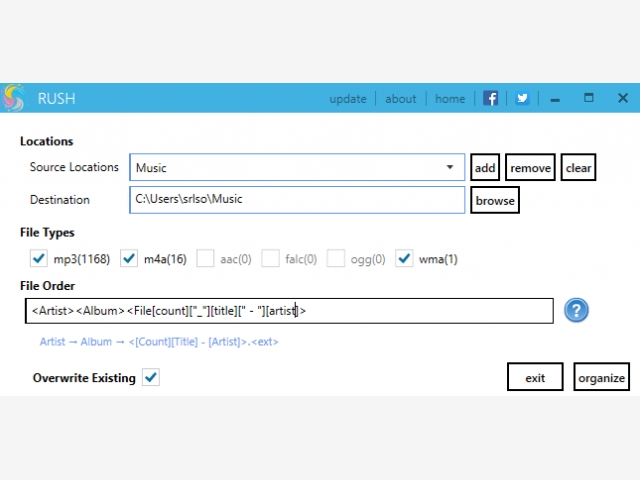 RUSH update about home
Locations
Source Locations Music add remove clear
Destination C:\Users\srlso\Music browse
File Types
mp3(1168) m4a(16) aac(0) falc(0) ogg(0) wma(1)
File Order
<Artist><Album><File[count]["_"][title][" - "][artist]> ?
Artist → Album → <[Count][Title] - [Artist]>.<ext>
Overwrite Existing exit organize